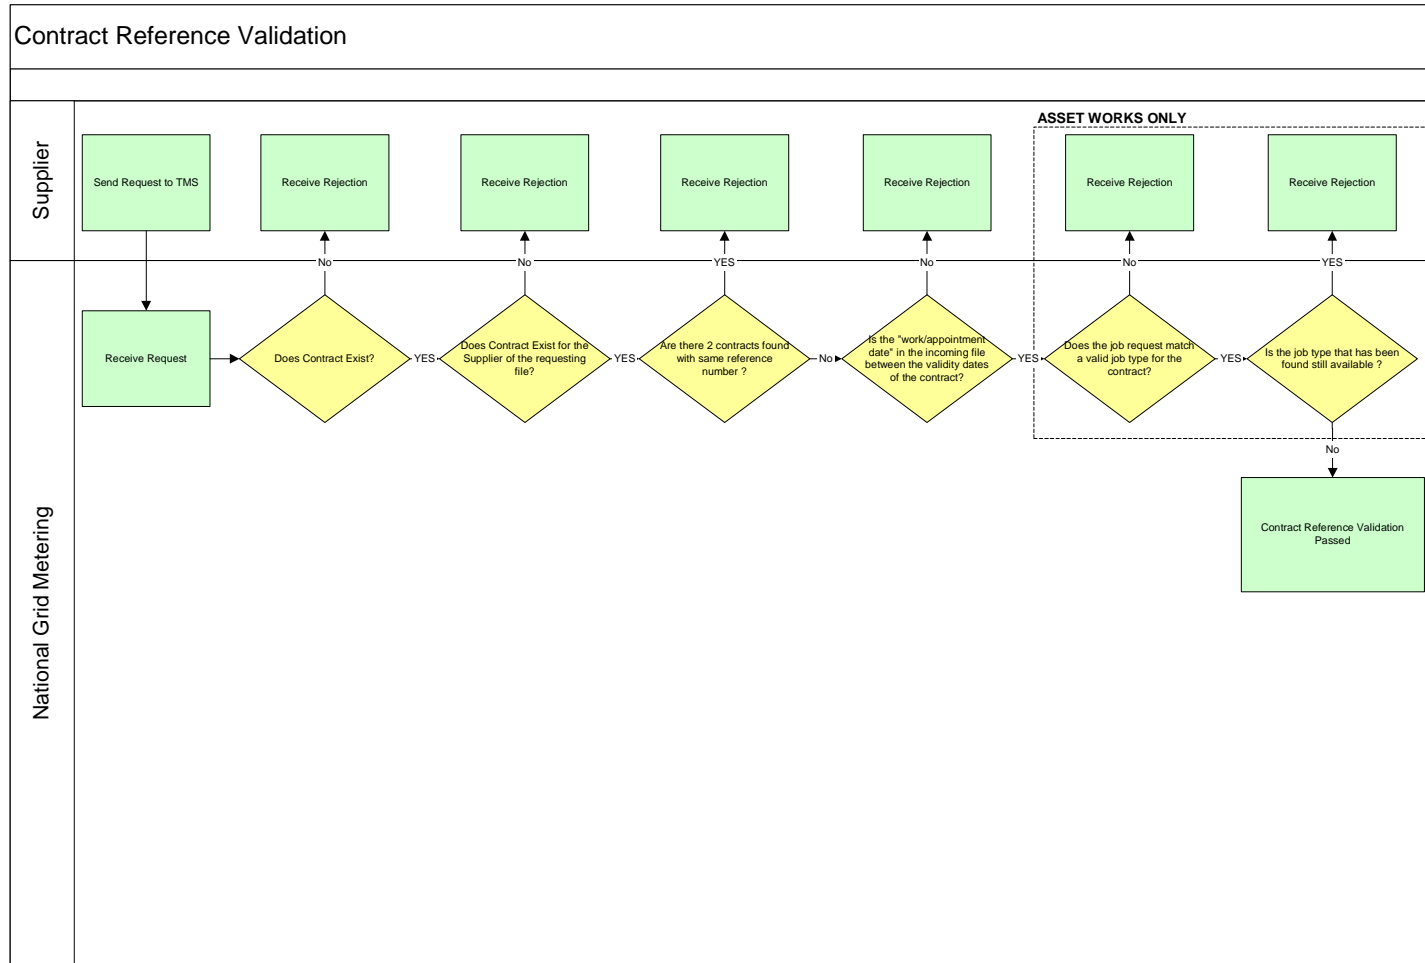 Contract Reference Validation
ASSET WORKS ONLY
Supplier
Send Request to TMS
Receive Rejection
Receive Rejection
Receive Rejection
Receive Rejection
Receive Rejection
Receive Rejection
No
No
YES
No
No
YES
National Grid Metering
Receive Request
Does Contract Exist?
YES
Does Contract Exist for the
Supplier of the requesting
file?
YES
Are there 2 contracts found
with same reference
number ?
No
Is the "work/appointment
date" in the incoming file
between the validity dates
of the contract?
YES
Does the job request match
a valid job type for the
contract?
YES
Is the job type that has been
found still available ?
No
Contract Reference Validation
Passed